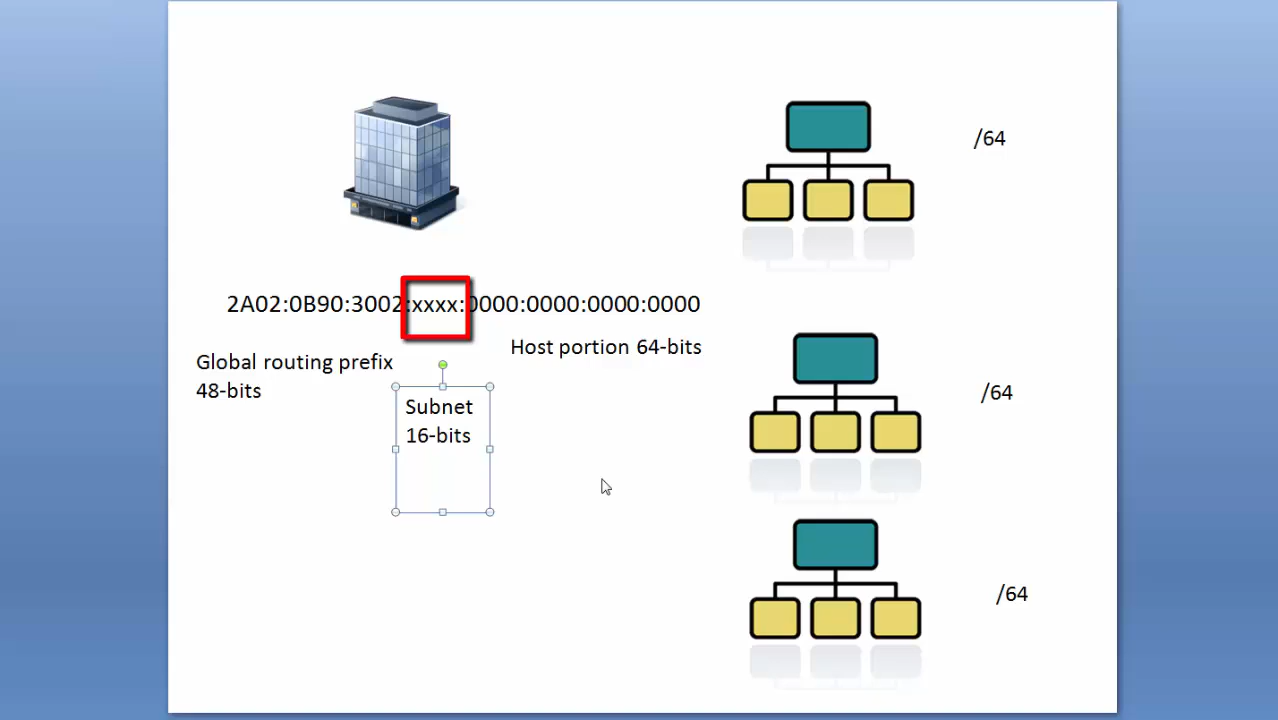 /64
2A02:0B90:3002:xxxx:0000:0000:0000:0000
Host portion 64-bits
Global routing prefix
48-bits
Subnet
16-bits
/64
/64